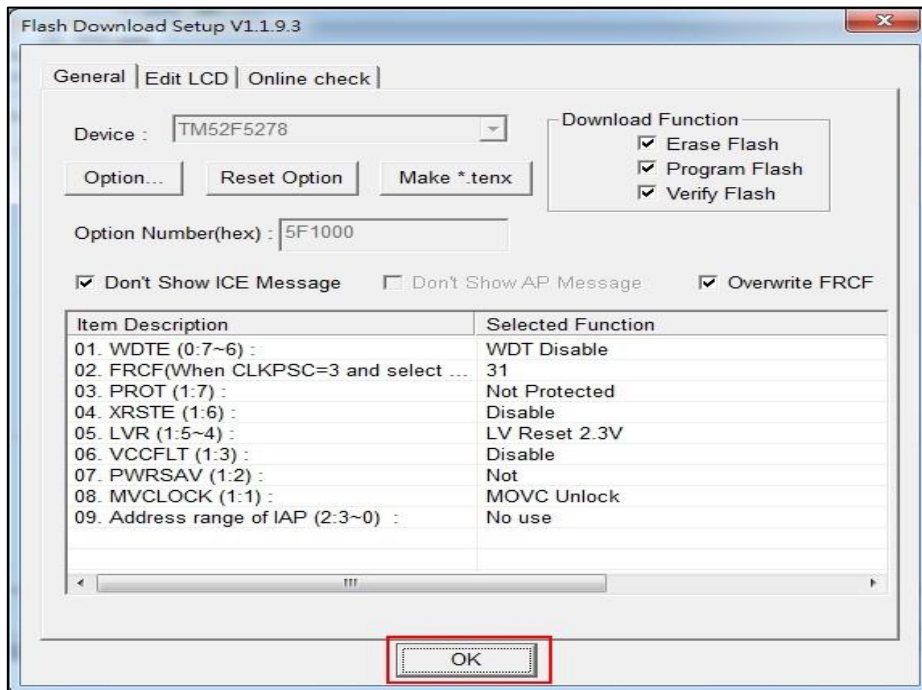 Flash Download Setup V1.1.9.3
General Edit LCD Online check
Device : TM52F5278
Download Function
Erase Flash
Program Flash
Verify Flash
Option... Reset Option Make *.tenx
Option Number(hex) : 5F1000
Don't Show ICE Message Don't Show AP Message Overwrite FRCF
Item Description Selected Function
01. WDTE (0:7~6) : WDT Disable
02. FRCF(When CLKPSC=3 and select ... 31
03. PROT (1:7) : Not Protected
04. XRSTE (1:6) : Disable
05. LVR (1:5~4) : LV Reset 2.3V
06. VCCFLT (1:3) : Disable
07. PWRSAV (1:2) : Not
08. MVCLOCK (1:1) : MOVC Unlock
09. Address range of IAP (2:3~0) : No use
OK